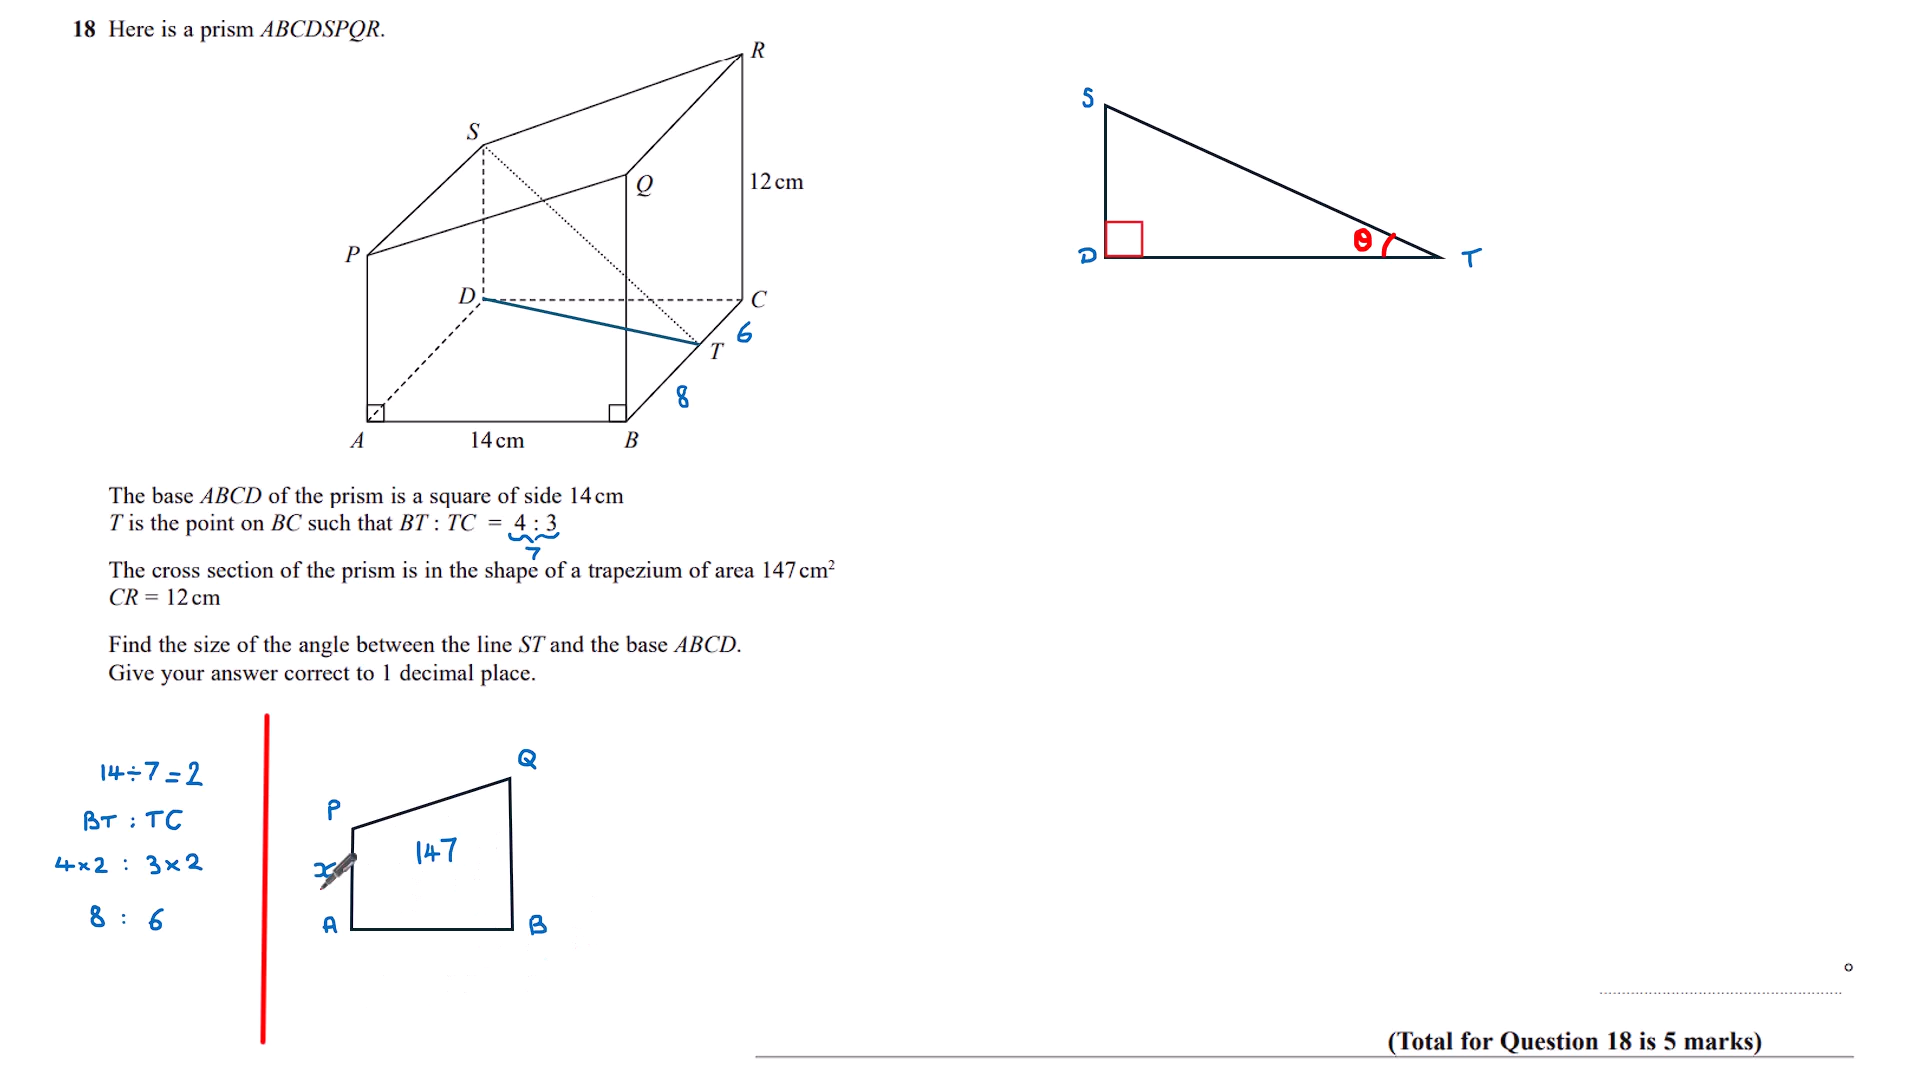 18 Here is a prism ABCDSPQR.
R
S
Q
12 cm
P
D
C
6
T
8
A
14 cm
B
S
D
θ
T
The base ABCD of the prism is a square of side 14 cm
T is the point on BC such that BT : TC = 4 : 3
7
The cross section of the prism is in the shape of a trapezium of area 147 cm²
CR = 12 cm
Find the size of the angle between the line ST and the base ABCD.
Give your answer correct to 1 decimal place.
14÷7=2
BT : TC
4×2 : 3×2
8 : 6
Q
P
147
x
A
B
°
(Total for Question 18 is 5 marks)